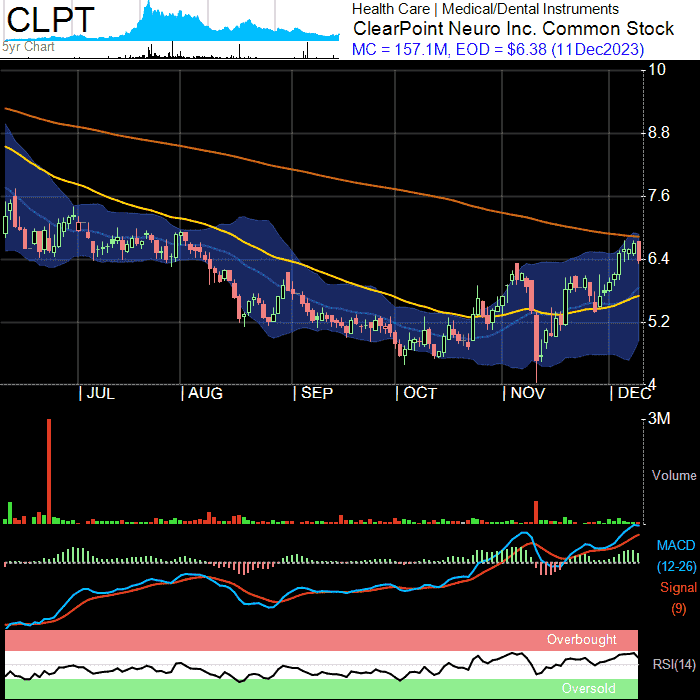 CLPT
5yr Chart
Health Care | Medical/Dental Instruments
ClearPoint Neuro Inc. Common Stock
MC = 157.1M, EOD = $6.38 (11Dec2023)
10
8.8
7.6
6.4
5.2
4
JUL AUG SEP OCT NOV DEC
3M
Volume
MACD
(12-26)
Signal
(9)
Overbought
RSI(14)
Oversold